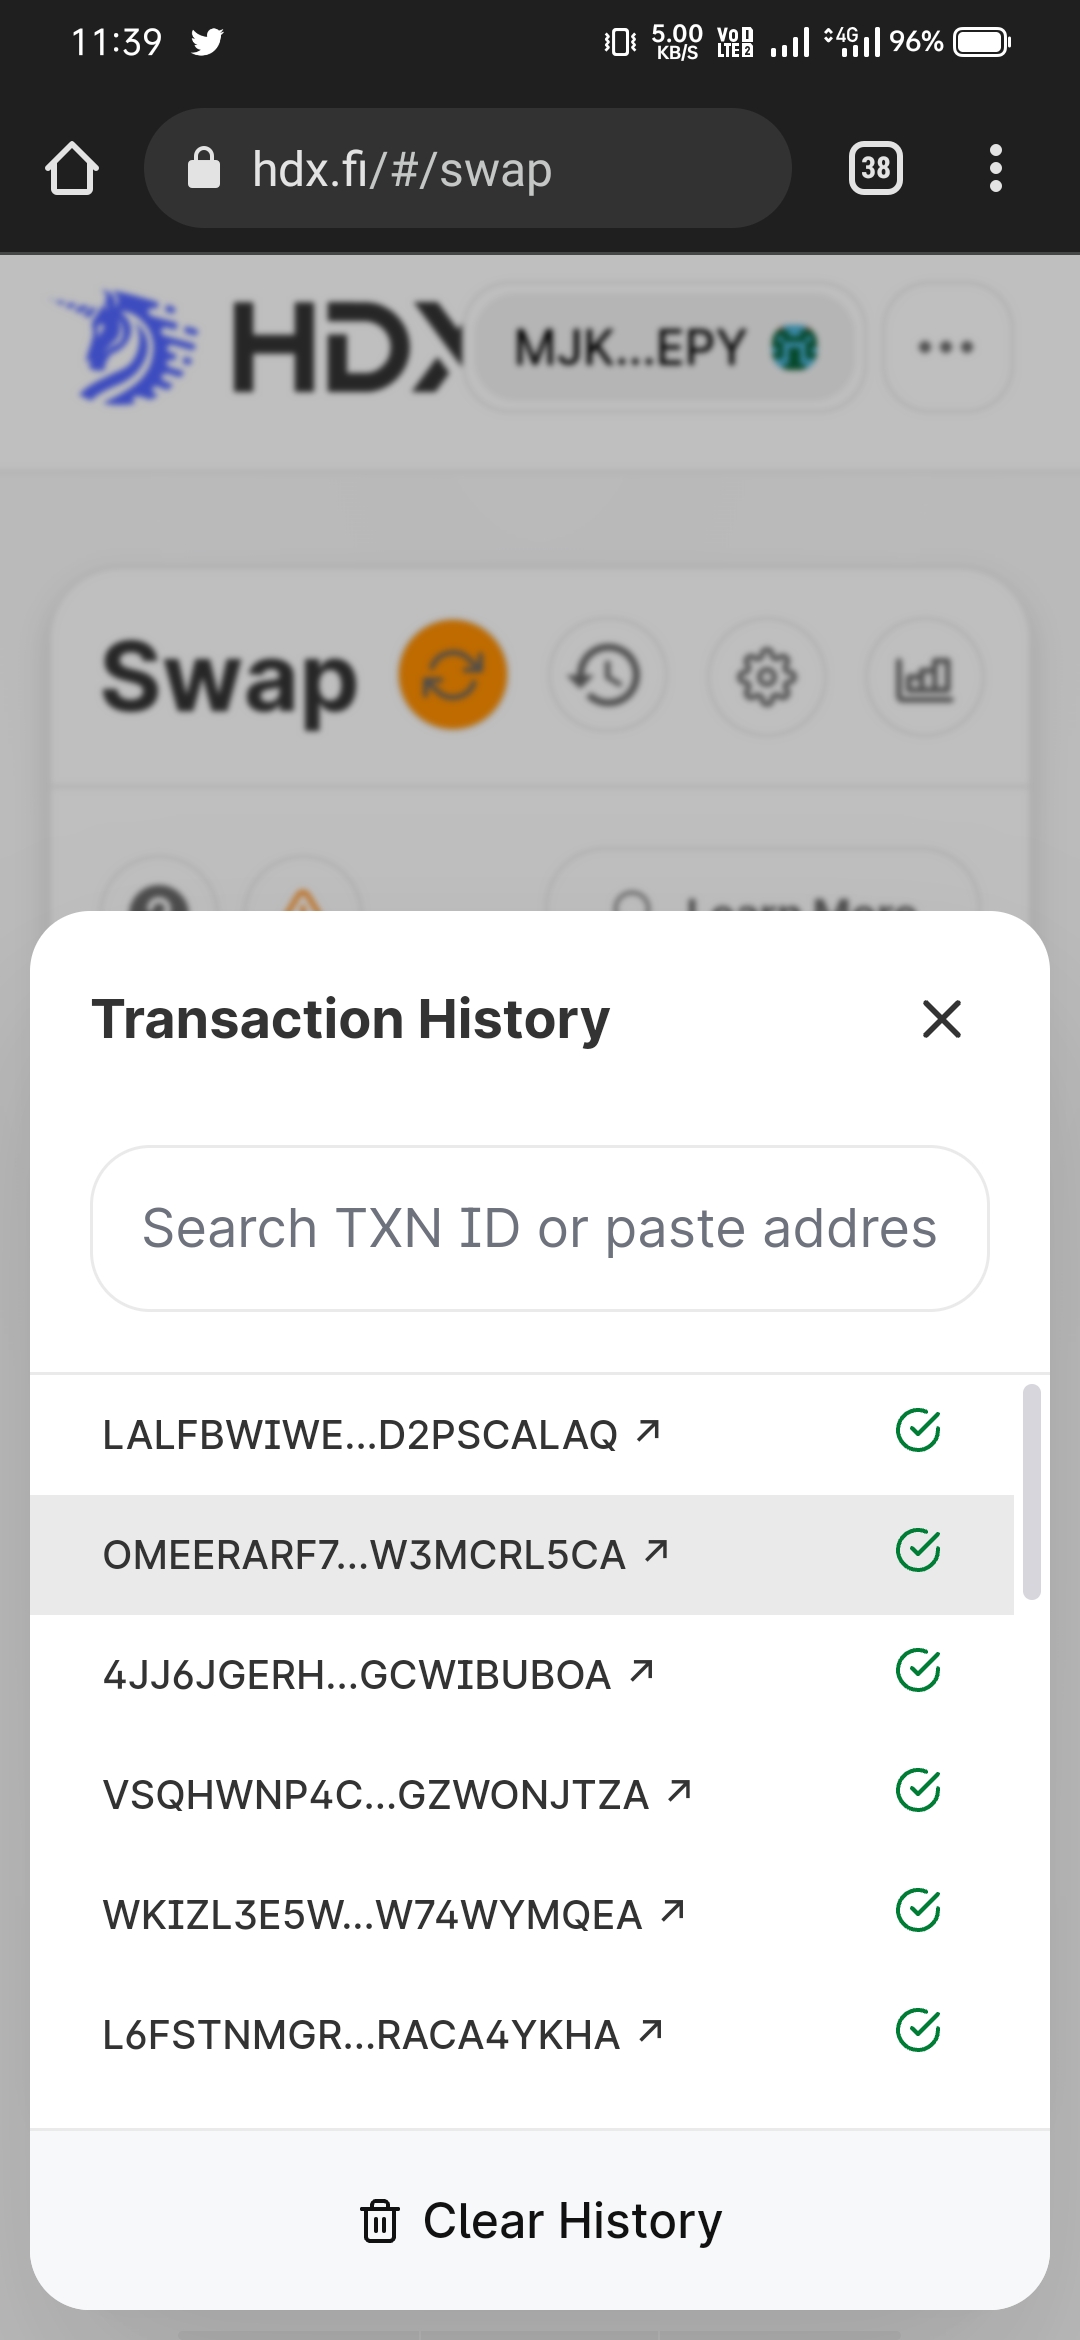 11:39 5.00 KB/S VoLTE 1 2 4G 96%
hdx.fi/#/swap 38
HDX MJK...EPY
Swap
Learn More
Transaction History
Search TXN ID or paste addres
LALFBWIWE...D2PSCALAQ
OMEERARF7...W3MCRL5CA
4JJ6JGERH...GCWIBUBOA
VSQHWNP4C...GZWONJTZA
WKIZL3E5W...W74WYMQEA
L6FSTNMGR...RACA4YKHA
Clear History